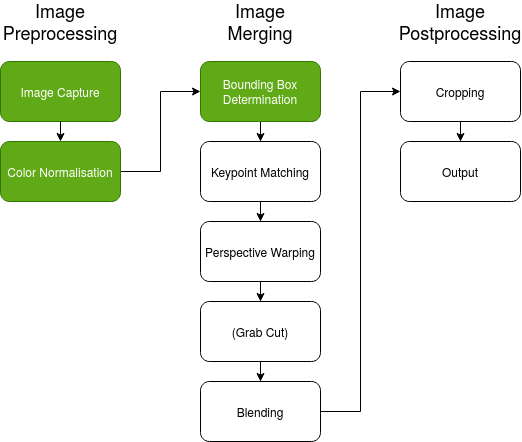 Image
Preprocessing
Image Capture
Color Normalisation
Image
Merging
Bounding Box
Determination
Keypoint Matching
Perspective Warping
(Grab Cut)
Blending
Image
Postprocessing
Cropping
Output